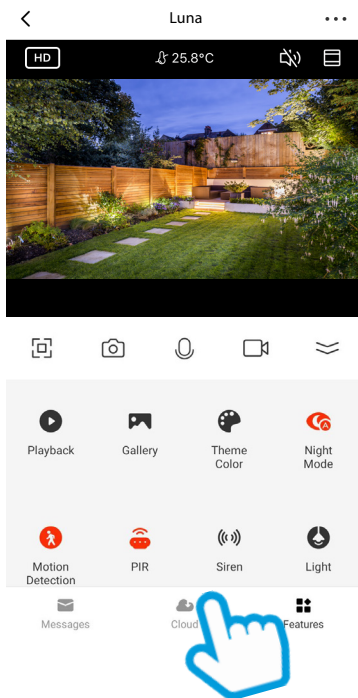 Luna
HD 25.8°C
Playback Gallery Theme Color Night Mode
Motion Detection PIR Siren Light
Messages Cloud Features